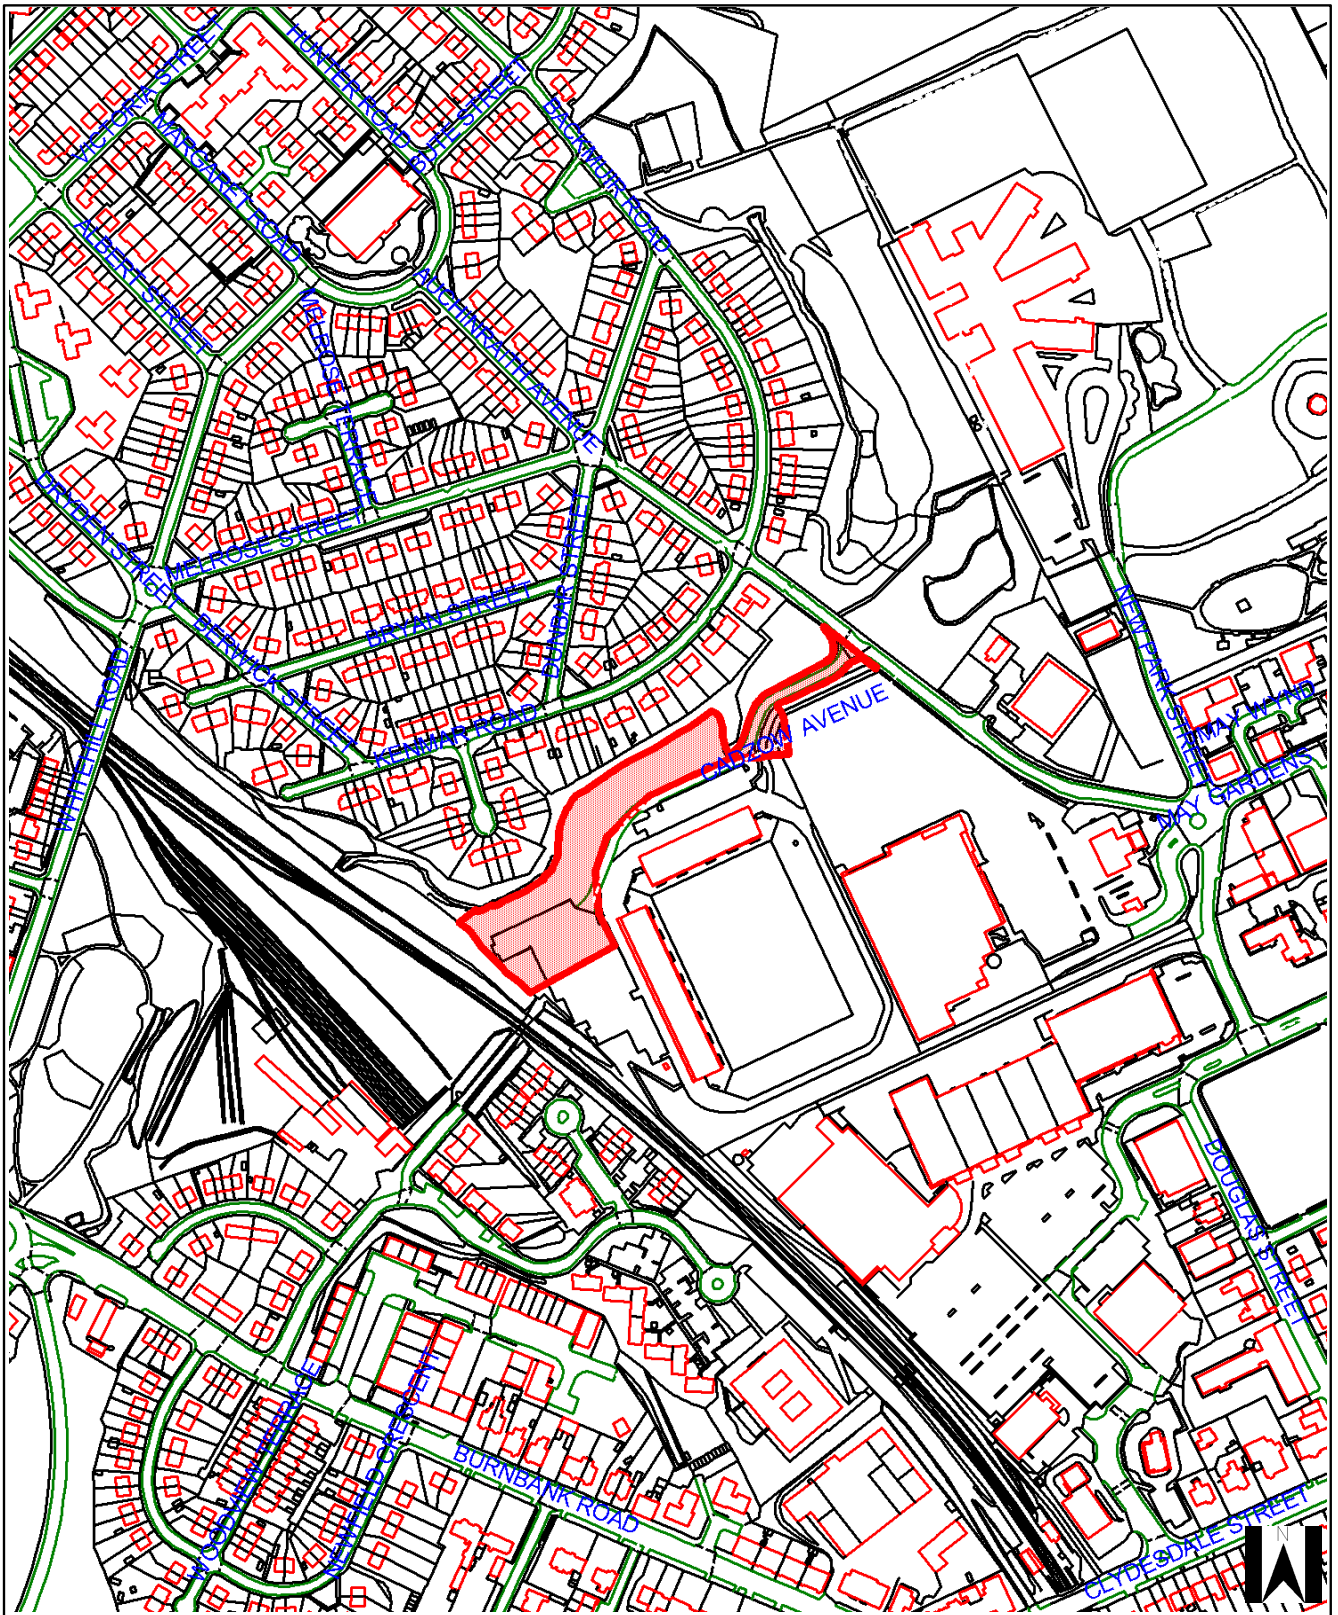 VICTORIA STREET
HUNTER ROAD
BUTE STREET
BACKMUIR ROAD
MARGARET ROAD
ALBERT STREET
MELROSE TERRACE
AUCHINRAITH AVENUE
DRYDEN STREET
MELROSE STREET
BERWICK STREET
BRYAN STREET
DUNBAR STREET
KENMAR ROAD
WHITEHILL ROAD
CADZOW AVENUE
NEW PARK STREET
MAY WYND
MAY GARDENS
DOUGLAS STREET
WOODVIEW TERRACE
NEWFIELD CRESCENT
BURNBANK ROAD
CLYDESDALE STREET
N